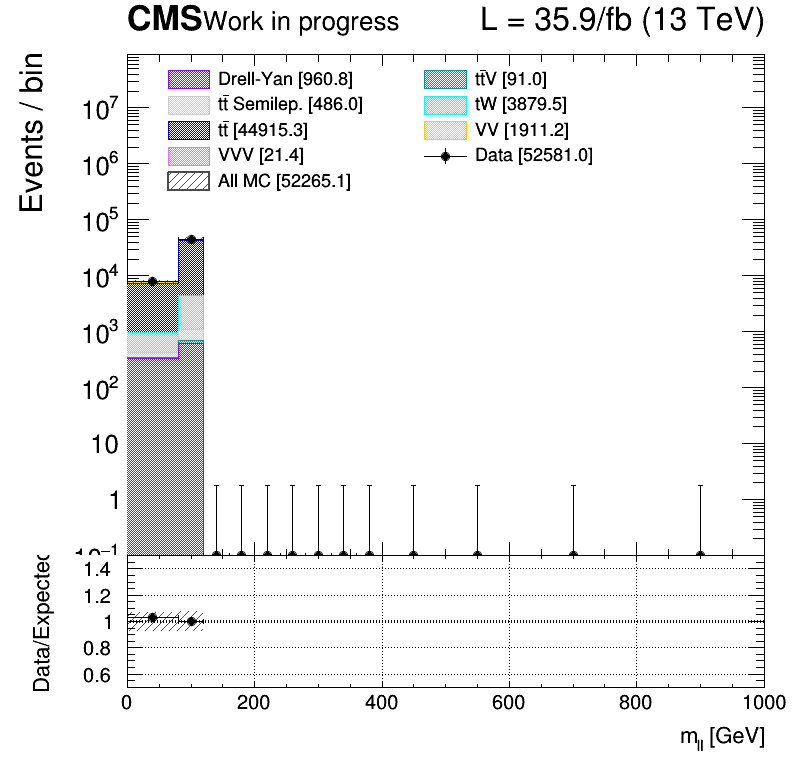 CMS Work in progress L = 35.9/fb (13 TeV)
Events / bin
Drell-Yan [960.8] tt̄V [91.0]
tt̄ Semilep. [486.0] tW [3879.5]
tt̄ [44915.3] VV [1911.2]
VVV [21.4] Data [52581.0]
All MC [52265.1]
10⁷
10⁶
10⁵
10⁴
10³
10²
10
1
10⁻¹
Data/Expected
1.4
1.2
1
0.8
0.6
0 200 400 600 800 1000
m_ll [GeV]